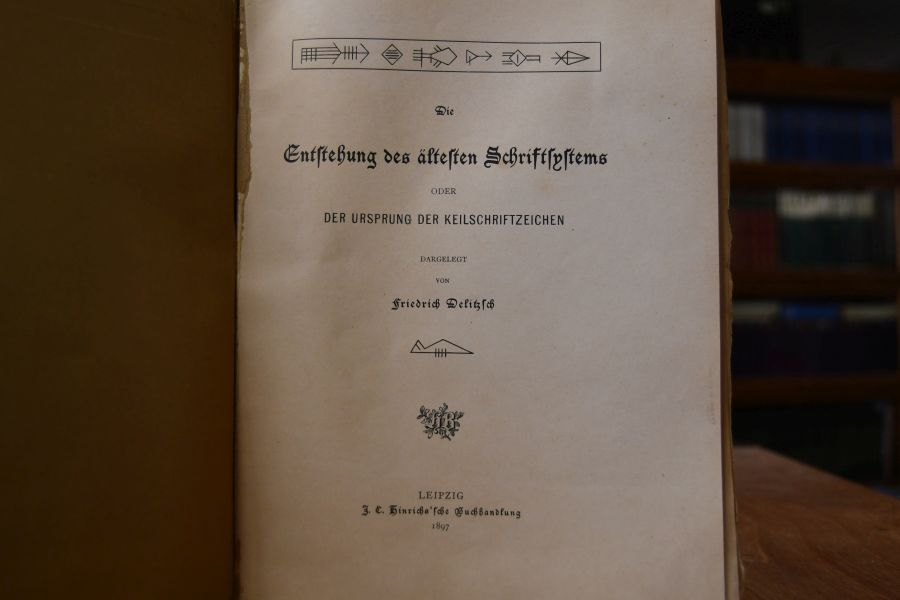 Die
Entstehung des ältesten Schriftsystems
ODER
DER URSPRUNG DER KEILSCHRIFTZEICHEN
DARGELEGT
VON
Friedrich Delitzsch
LEIPZIG
J. C. Hinrichs'sche Buchhandlung
1897